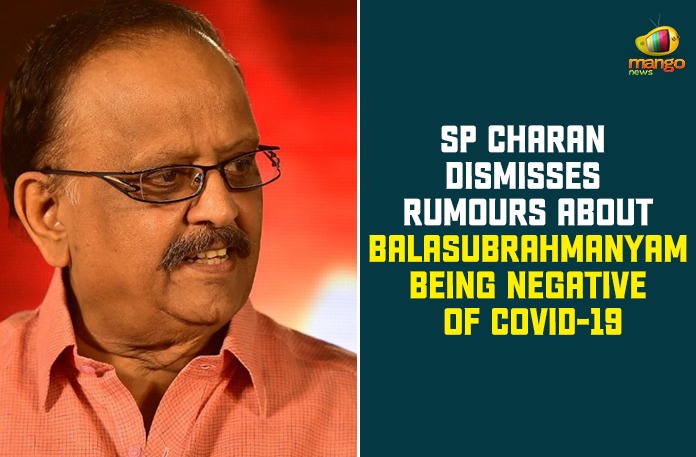 mango
news
SP CHARAN
DISMISSES
RUMOURS ABOUT
BALASUBRAHMANYAM
BEING NEGATIVE
OF COVID-19